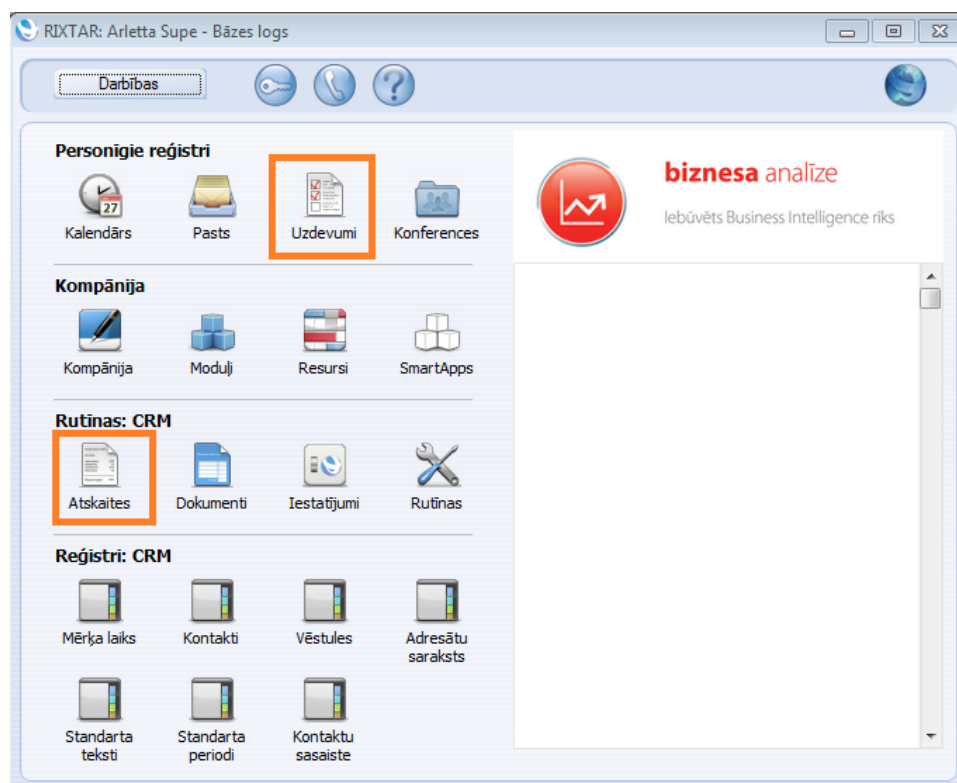 RIXTAR: Arletta Supe - Bāzes logs
Darbības
Personīgie reģistri
27
Kalendārs
Pasts
Uzdevumi
Konferences
biznesa analīze
Iebūvēts Business Intelligence rīks
Kompānija
Kompānija
Moduļi
Resursi
SmartApps
Rutīnas: CRM
Atskaites
Dokumenti
Iestatījumi
Rutīnas
Reģistri: CRM
Mērķa laiks
Kontakti
Vēstules
Adresātu
saraksts
Standarta
teksti
Standarta
periodi
Kontaktu
sasaiste